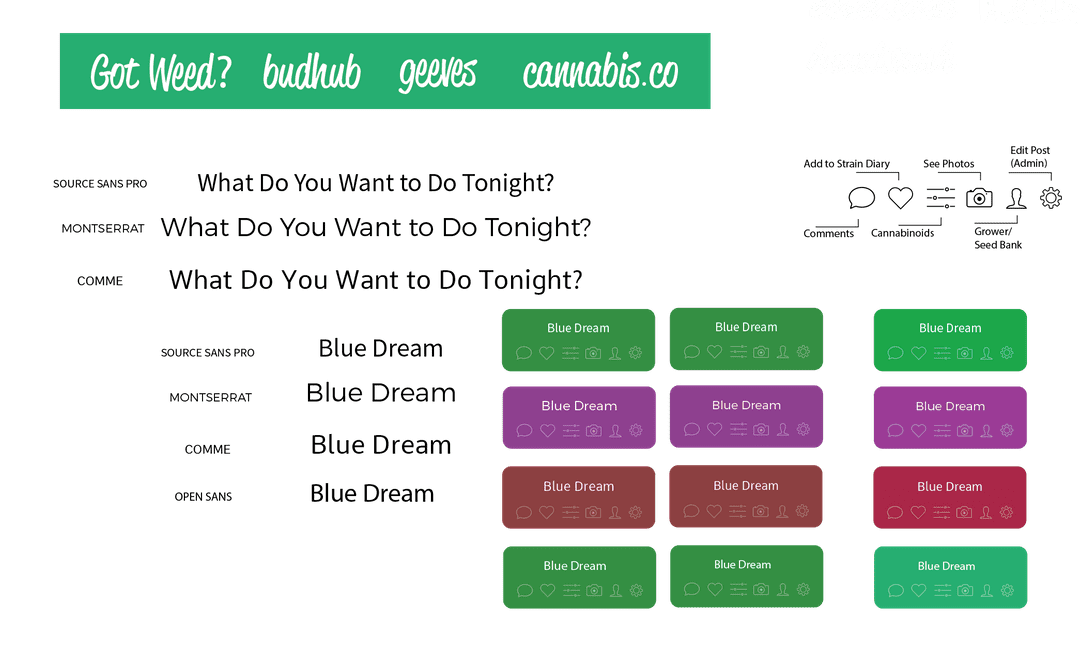 Got Weed? budhub geeves cannabis.co
SOURCE SANS PRO What Do You Want to Do Tonight?
MONTSERRAT What Do You Want to Do Tonight?
COMME What Do You Want to Do Tonight?
Edit Post
(Admin)
Add to Strain Diary See Photos
Comments Cannabinoids Grower/
Seed Bank
SOURCE SANS PRO Blue Dream
MONTSERRAT Blue Dream
COMME Blue Dream
OPEN SANS Blue Dream
Blue Dream Blue Dream Blue Dream
Blue Dream Blue Dream Blue Dream
Blue Dream Blue Dream Blue Dream
Blue Dream Blue Dream Blue Dream